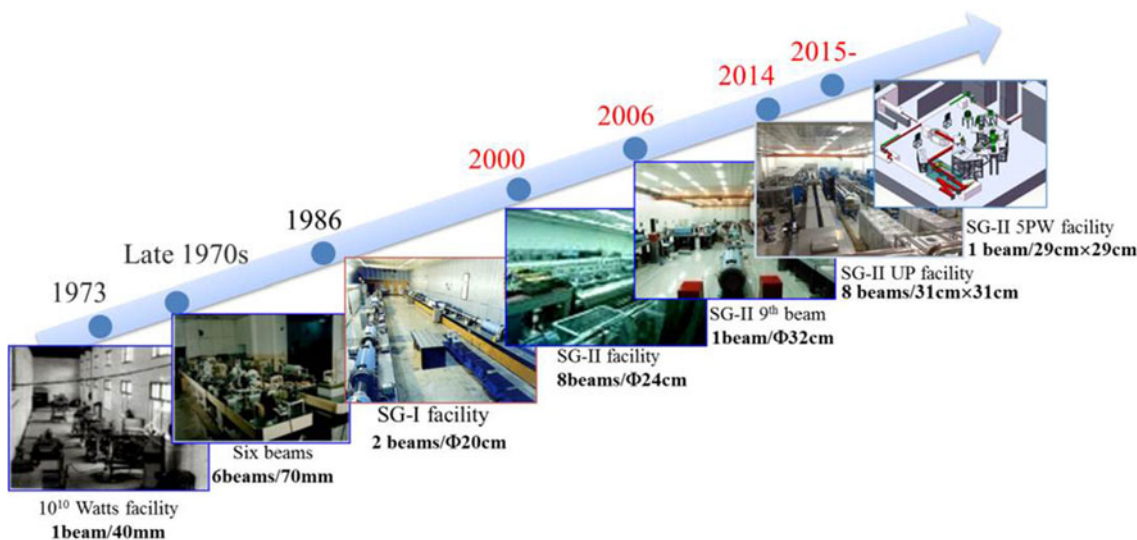 1973
Late 1970s
1986
2000
2006
2014
2015-
10¹⁰ Watts facility
1beam/40mm
Six beams
6beams/70mm
SG-I facility
2 beams/Φ20cm
SG-II facility
8beams/Φ24cm
SG-II 9ᵗʰ beam
1beam/Φ32cm
SG-II UP facility
8 beams/31cm×31cm
SG-II 5PW facility
1 beam/29cm×29cm